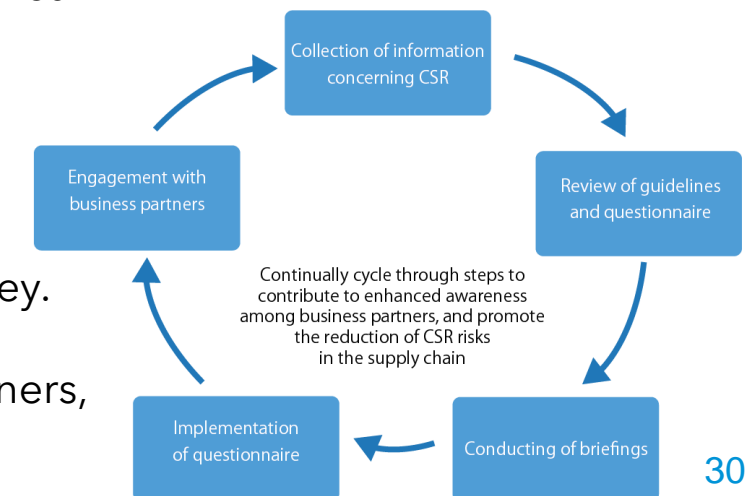 Collection of information
concerning CSR
Engagement with
business partners
Review of guidelines
and questionnaire
ey.
Continually cycle through steps to
contribute to enhanced awareness
among business partners, and promote
the reduction of CSR risks
in the supply chain
ners,
Implementation
of questionnaire
Conducting of briefings
30